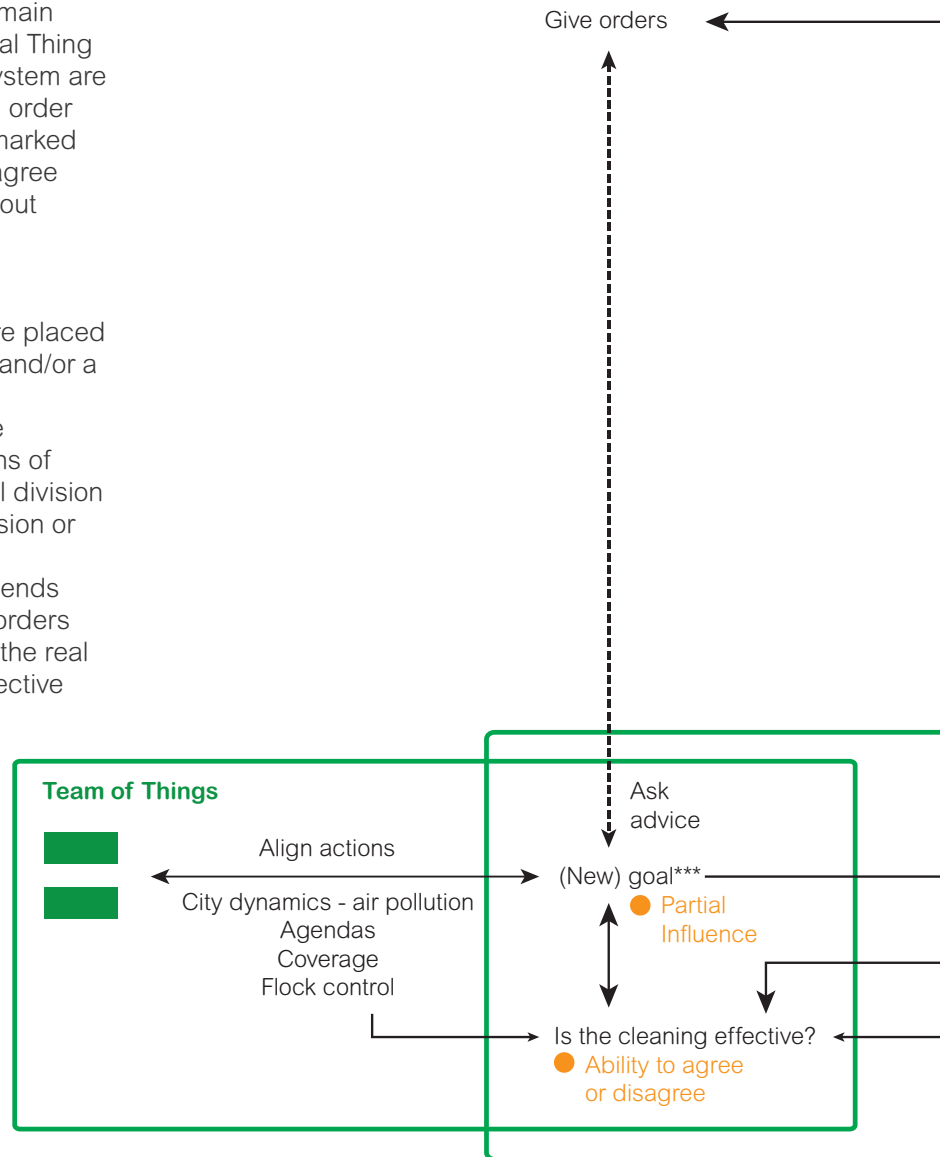 main
al Thing
ystem are
order
marked
agree
out
re placed
and/or a
e
ns of
l division
sion or
ends
orders
the real
ective
Give orders
Team of Things
Align actions
City dynamics - air pollution
Agendas
Coverage
Flock control
Ask
advice
(New) goal***
Partial
Influence
Is the cleaning effective?
Ability to agree
or disagree